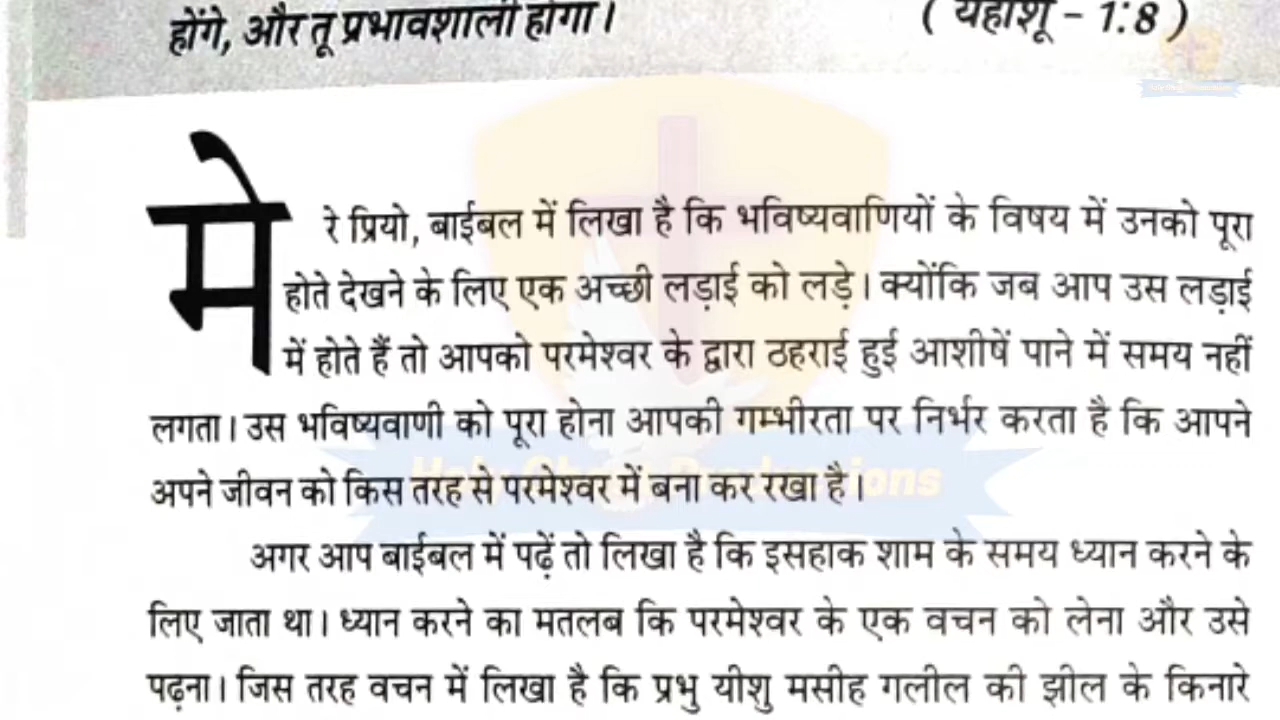 होंगे, और तू प्रभावशाली होगा। ( यहोशू - 1:8 )
मेरे प्रियो, बाईबल में लिखा है कि भविष्यवाणियों के विषय में उनको पूरा
होते देखने के लिए एक अच्छी लड़ाई को लड़े। क्योंकि जब आप उस लड़ाई
में होते हैं तो आपको परमेश्वर के द्वारा ठहराई हुई आशीषें पाने में समय नहीं
लगता। उस भविष्यवाणी को पूरा होना आपकी गम्भीरता पर निर्भर करता है कि आपने
अपने जीवन को किस तरह से परमेश्वर में बना कर रखा है।
अगर आप बाईबल में पढ़ें तो लिखा है कि इसहाक शाम के समय ध्यान करने के
लिए जाता था। ध्यान करने का मतलब कि परमेश्वर के एक वचन को लेना और उसे
पढ़ना। जिस तरह वचन में लिखा है कि प्रभु यीशु मसीह गलील की झील के किनारे